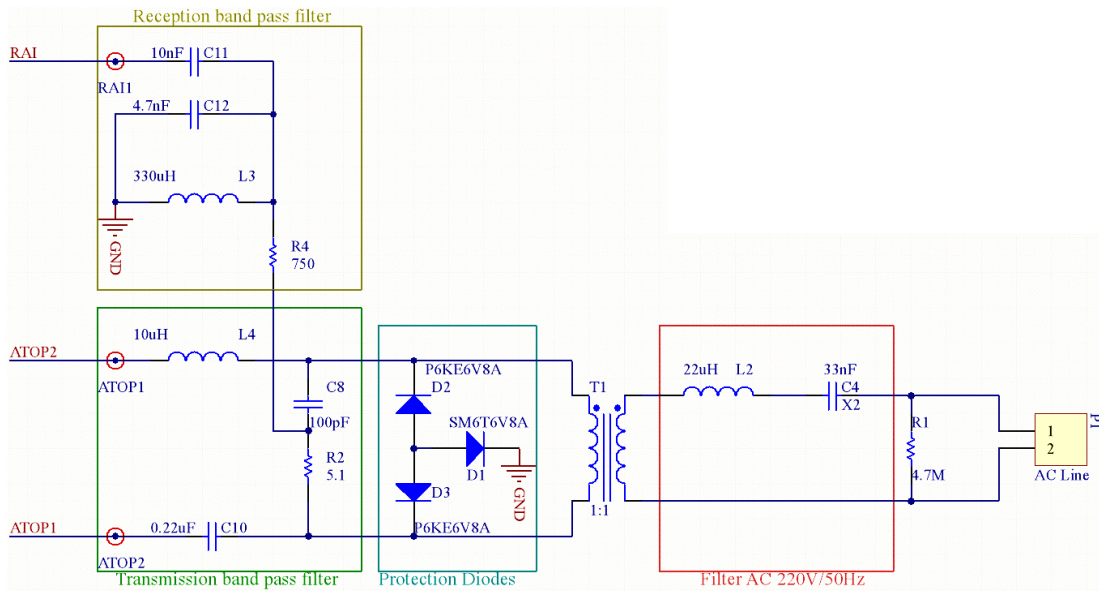 Reception band pass filter
RAI
10nF C11
RAI1
4.7nF C12
330uH L3
GND
R4
750
10uH L4
ATOP2
ATOP1
C8
100pF
R2
5.1
ATOP1
0.22uF C10
ATOP2
Transmission band pass filter
P6KE6V8A
D2
SM6T6V8A
D1
GND
D3
P6KE6V8A
Protection Diodes
T1
1:1
22uH L2
33nF
C4
X2
R1
4.7M
Filter AC 220V/50Hz
P1
1
2
AC Line